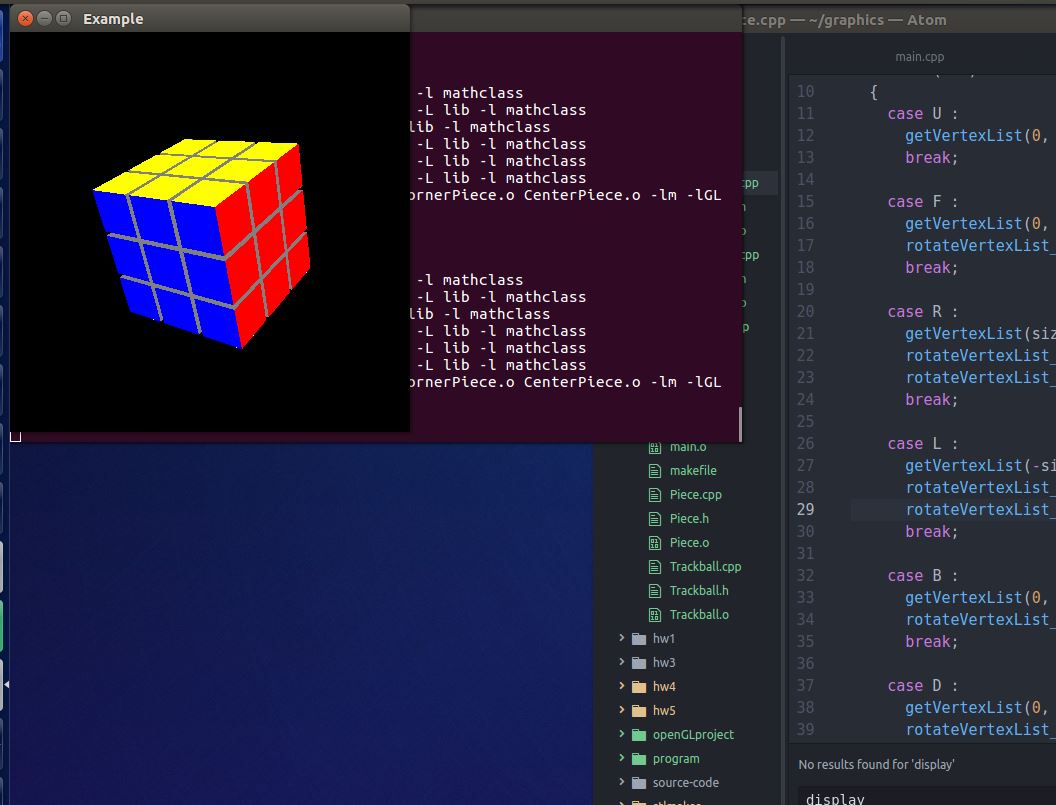 Example
ce.cpp — ~/graphics — Atom
-l mathclass
-L lib -l mathclass
lib -l mathclass
-L lib -l mathclass
-L lib -l mathclass
-L lib -l mathclass
ornerPiece.o CenterPiece.o -lm -lGL
-l mathclass
-L lib -l mathclass
lib -l mathclass
-L lib -l mathclass
-L lib -l mathclass
-L lib -l mathclass
ornerPiece.o CenterPiece.o -lm -lGL
cpp
cpp
main.o
makefile
Piece.cpp
Piece.h
Piece.o
Trackball.cpp
Trackball.h
Trackball.o
hw1
hw3
hw4
hw5
openGLproject
program
source-code
main.cpp
10 {
11 case U :
12 getVertexList(0,
13 break;
14
15 case F :
16 getVertexList(0,
17 rotateVertexList_
18 break;
19
20 case R :
21 getVertexList(siz
22 rotateVertexList_
23 rotateVertexList_
24 break;
25
26 case L :
27 getVertexList(-si
28 rotateVertexList_
29 rotateVertexList_
30 break;
31
32 case B :
33 getVertexList(0,
34 rotateVertexList_
35 break;
36
37 case D :
38 getVertexList(0,
39 rotateVertexList_
No results found for 'display'
display